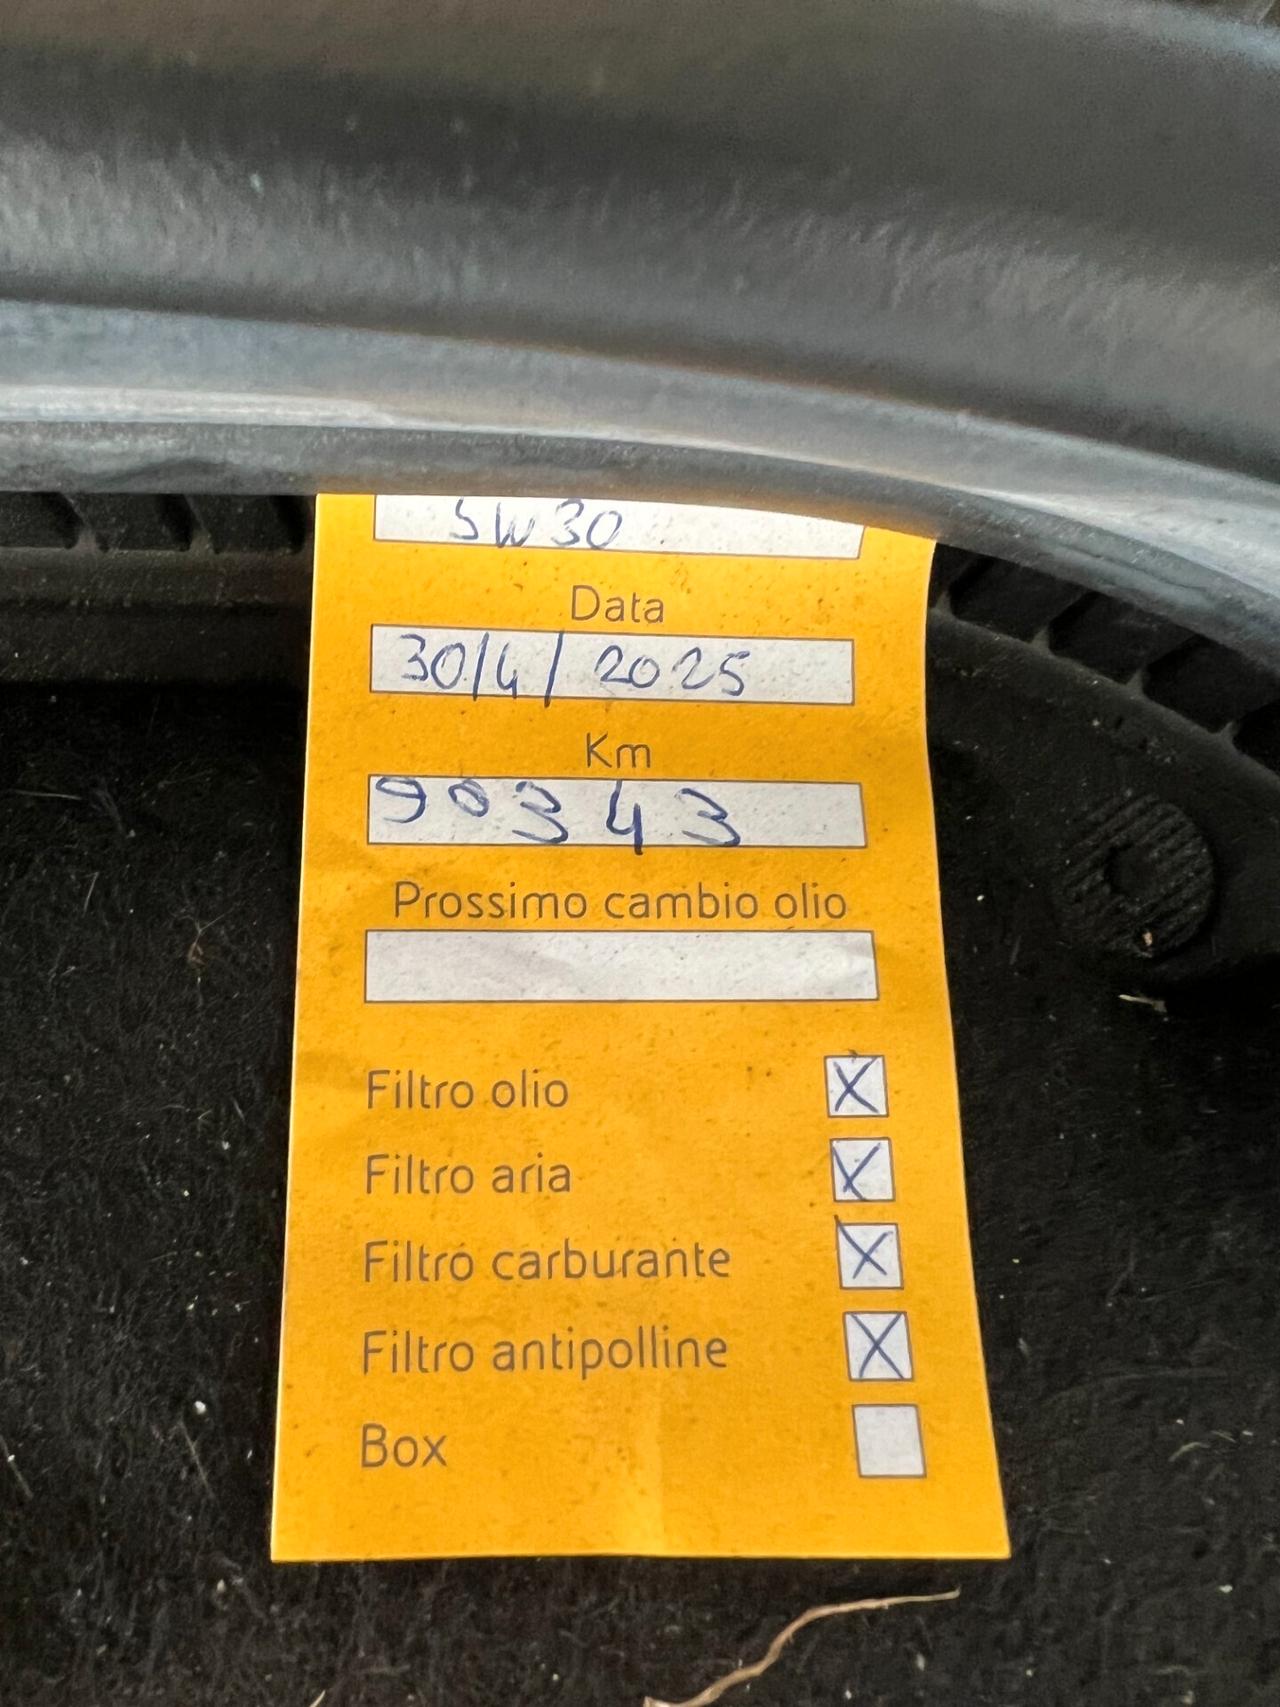 5W30
Data
30/4/2025
Km
90343
Prossimo cambio olio
Filtro olio X
Filtro aria X
Filtro carburante X
Filtro antipolline X
Box